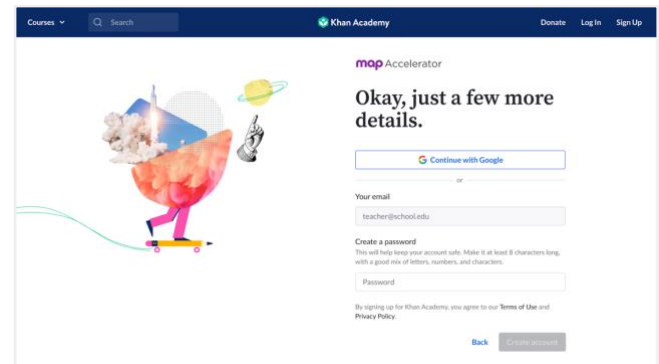 Courses
Search
Khan Academy
Donate
Log In
Sign Up
map Accelerator
Okay, just a few more
details.
Continue with Google
or
Your email
teacher@school.edu
Create a password
This will help keep your account safe. Make it at least 8 characters long,
with a good mix of letters, numbers, and characters.
Password
By signing up for Khan Academy, you agree to our Terms of Use and
Privacy Policy.
Back
Create account